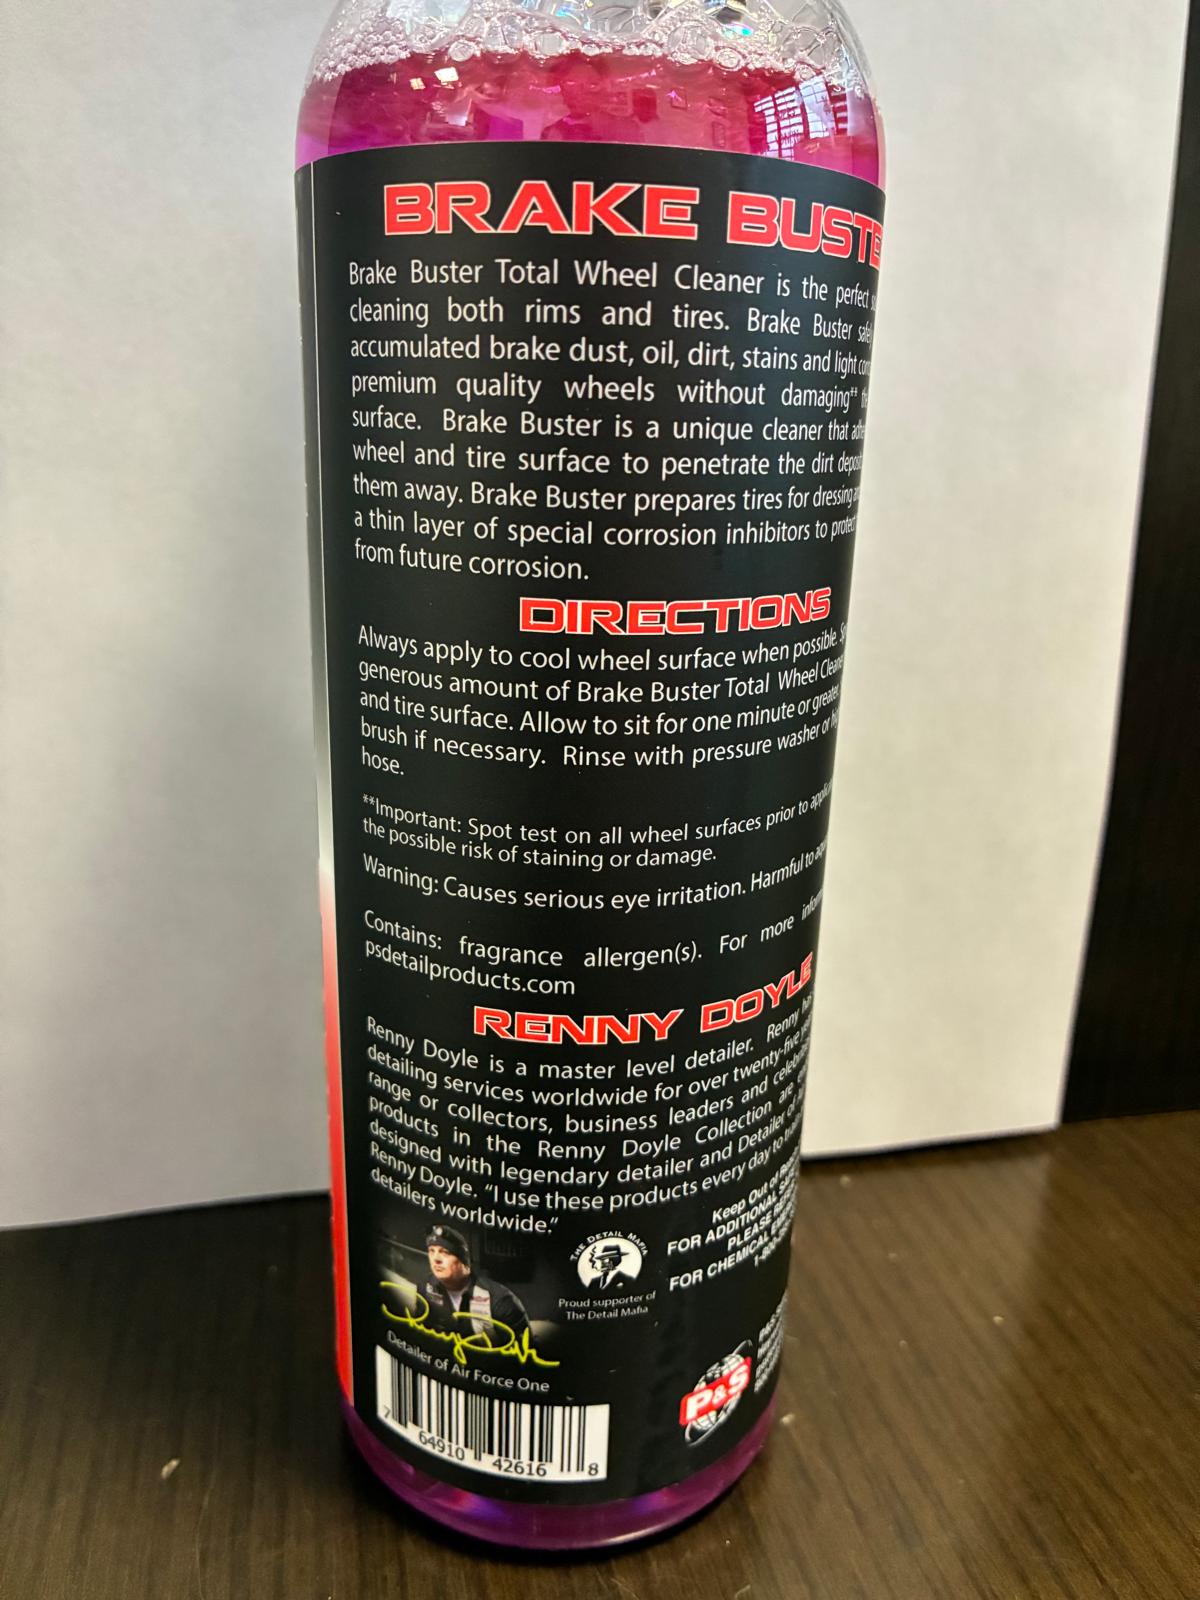 BRAKE BUSTE
Brake Buster Total Wheel Cleaner is the perfect
cleaning both rims and tires. Brake Buster
accumulated brake dust, oil, dirt, stains and light
premium quality wheels without damaging**
surface. Brake Buster is a unique cleaner that
wheel and tire surface to penetrate the dirt
them away. Brake Buster prepares tires for dressing
a thin layer of special corrosion inhibitors to protect
from future corrosion.
DIRECTIONS
Always apply to cool wheel surface when possible.
generous amount of Brake Buster Total Wheel
and tire surface. Allow to sit for one minute or greater
brush if necessary. Rinse with pressure washer or
hose.
**Important: Spot test on all wheel surfaces prior to
the possible risk of staining or damage.
Warning: Causes serious eye irritation. Harmful to
Contains: fragrance allergen(s). For more
psdetailproducts.com
RENNY DOYLE
Renny Doyle is a master level detailer. Renny has
detailing services worldwide for over twenty-five
range or collectors, business leaders and
products in the Renny Doyle Collection are
designed with legendary detailer and Detailer of
Renny Doyle. "I use these products every day to
detailers worldwide."
THE DETAIL MAFIA
Proud supporter of
The Detail Mafia
Keep Out of Reach
FOR ADDITIONAL
PLEASE
FOR CHEMICAL
Detailer of Air Force One
P&S
7 64910 42616 8